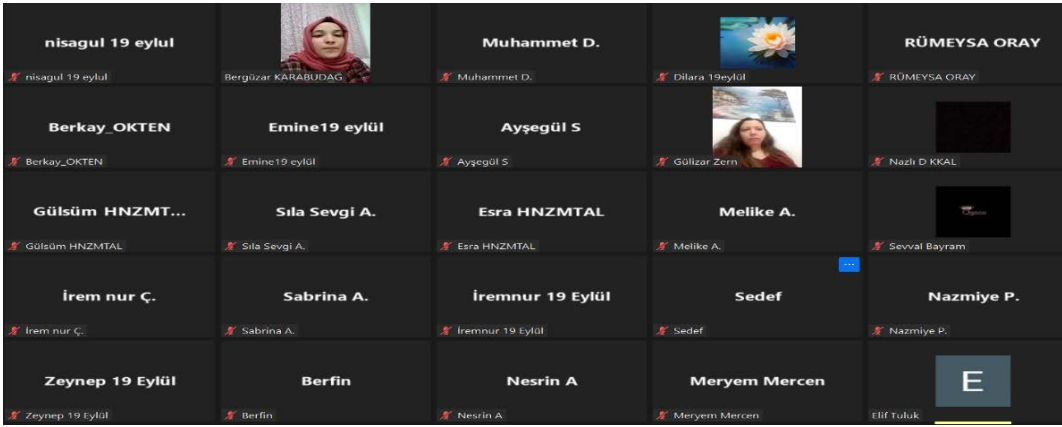 nisagul 19 eylul
Muhammet D.
RÜMEYSA ORAY
nisagul 19 eylul
Bergüzar KARABUDAĞ
Muhammet D.
Dilara 19eylül
RÜMEYSA ORAY
Berkay_OKTEN
Emine19 eylül
Ayşegül S
Berkay_OKTEN
Emine19 eylül
Ayşegül S
Gülizar Zern
Nazlı D KKAL
Gülsüm HNZMT...
Sıla Sevgi A.
Esra HNZMTAL
Melike A.
Gülsüm HNZMTAL
Sıla Sevgi A.
Esra HNZMTAL
Melike A.
Sevval Bayram
İrem nur Ç.
Sabrina A.
İremnur 19 Eylül
Sedef
Nazmiye P.
İrem nur Ç.
Sabrina A.
İremnur 19 Eylül
Sedef
Nazmiye P.
Zeynep 19 Eylül
Berfin
Nesrin A
Meryem Mercen
E
Zeynep 19 Eylül
Berfin
Nesrin A
Meryem Mercen
Elif Tuluk